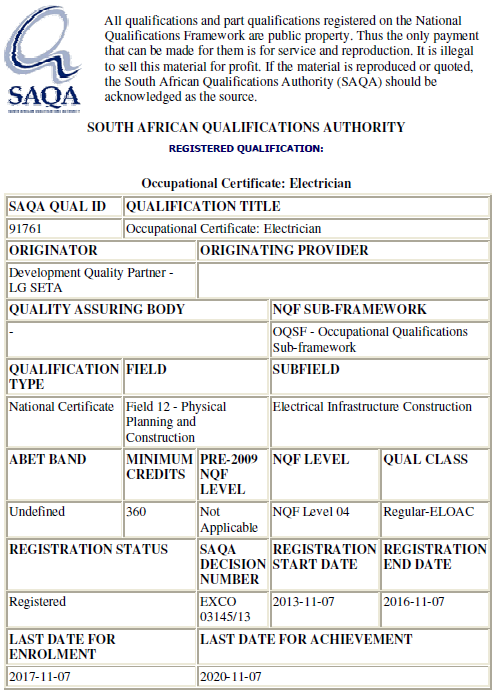 All qualifications and part qualifications registered on the National
Qualifications Framework are public property. Thus the only payment
that can be made for them is for service and reproduction. It is illegal
to sell this material for profit. If the material is reproduced or quoted,
the South African Qualifications Authority (SAQA) should be
acknowledged as the source.
SAQA
SOUTH AFRICAN QUALIFICATIONS AUTHORITY
REGISTERED QUALIFICATION:
Occupational Certificate: Electrician
SAQA QUAL ID QUALIFICATION TITLE
91761 Occupational Certificate: Electrician
ORIGINATOR ORIGINATING PROVIDER
Development Quality Partner -
LG SETA
QUALITY ASSURING BODY NQF SUB-FRAMEWORK
- OQSF - Occupational Qualifications
Sub-framework
QUALIFICATION
TYPE
FIELD
SUBFIELD
National Certificate
Field 12 - Physical
Planning and
Construction
Electrical Infrastructure Construction
ABET BAND
MINIMUM
CREDITS
PRE-2009
NQF
LEVEL
NQF LEVEL
QUAL CLASS
Undefined
360
Not
Applicable
NQF Level 04
Regular-ELOAC
REGISTRATION STATUS
SAQA
DECISION
NUMBER
REGISTRATION
START DATE
REGISTRATION
END DATE
Registered
EXCO
03145/13
2013-11-07
2016-11-07
LAST DATE FOR
ENROLMENT
LAST DATE FOR ACHIEVEMENT
2017-11-07
2020-11-07